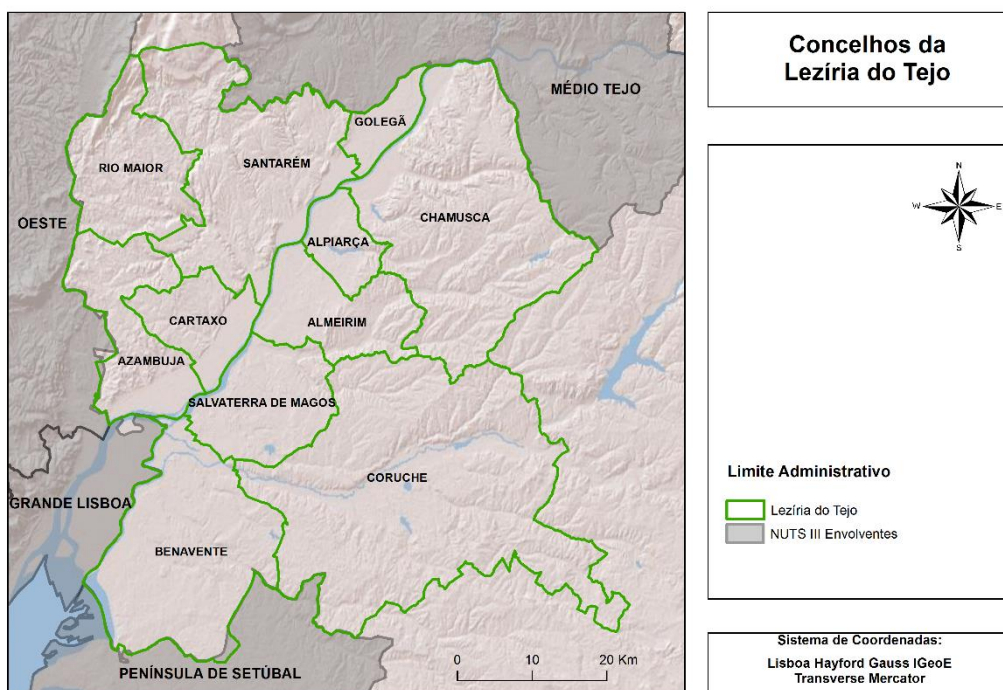 Concelhos da
Lezíria do Tejo
MÉDIO TEJO
GOLEGÃ
RIO MAIOR
SANTARÉM
OESTE
CHAMUSCA
ALPIARÇA
CARTAXO
ALMEIRIM
AZAMBUJA
SALVATERRA DE MAGOS
CORUCHE
GRANDE LISBOA
BENAVENTE
PENÍNSULA DE SETÚBAL
0 10 20 Km
N
W E
S
Limite Administrativo
Lezíria do Tejo
NUTS III Envolventes
Sistema de Coordenadas:
Lisboa Hayford Gauss IGeoE
Transverse Mercator